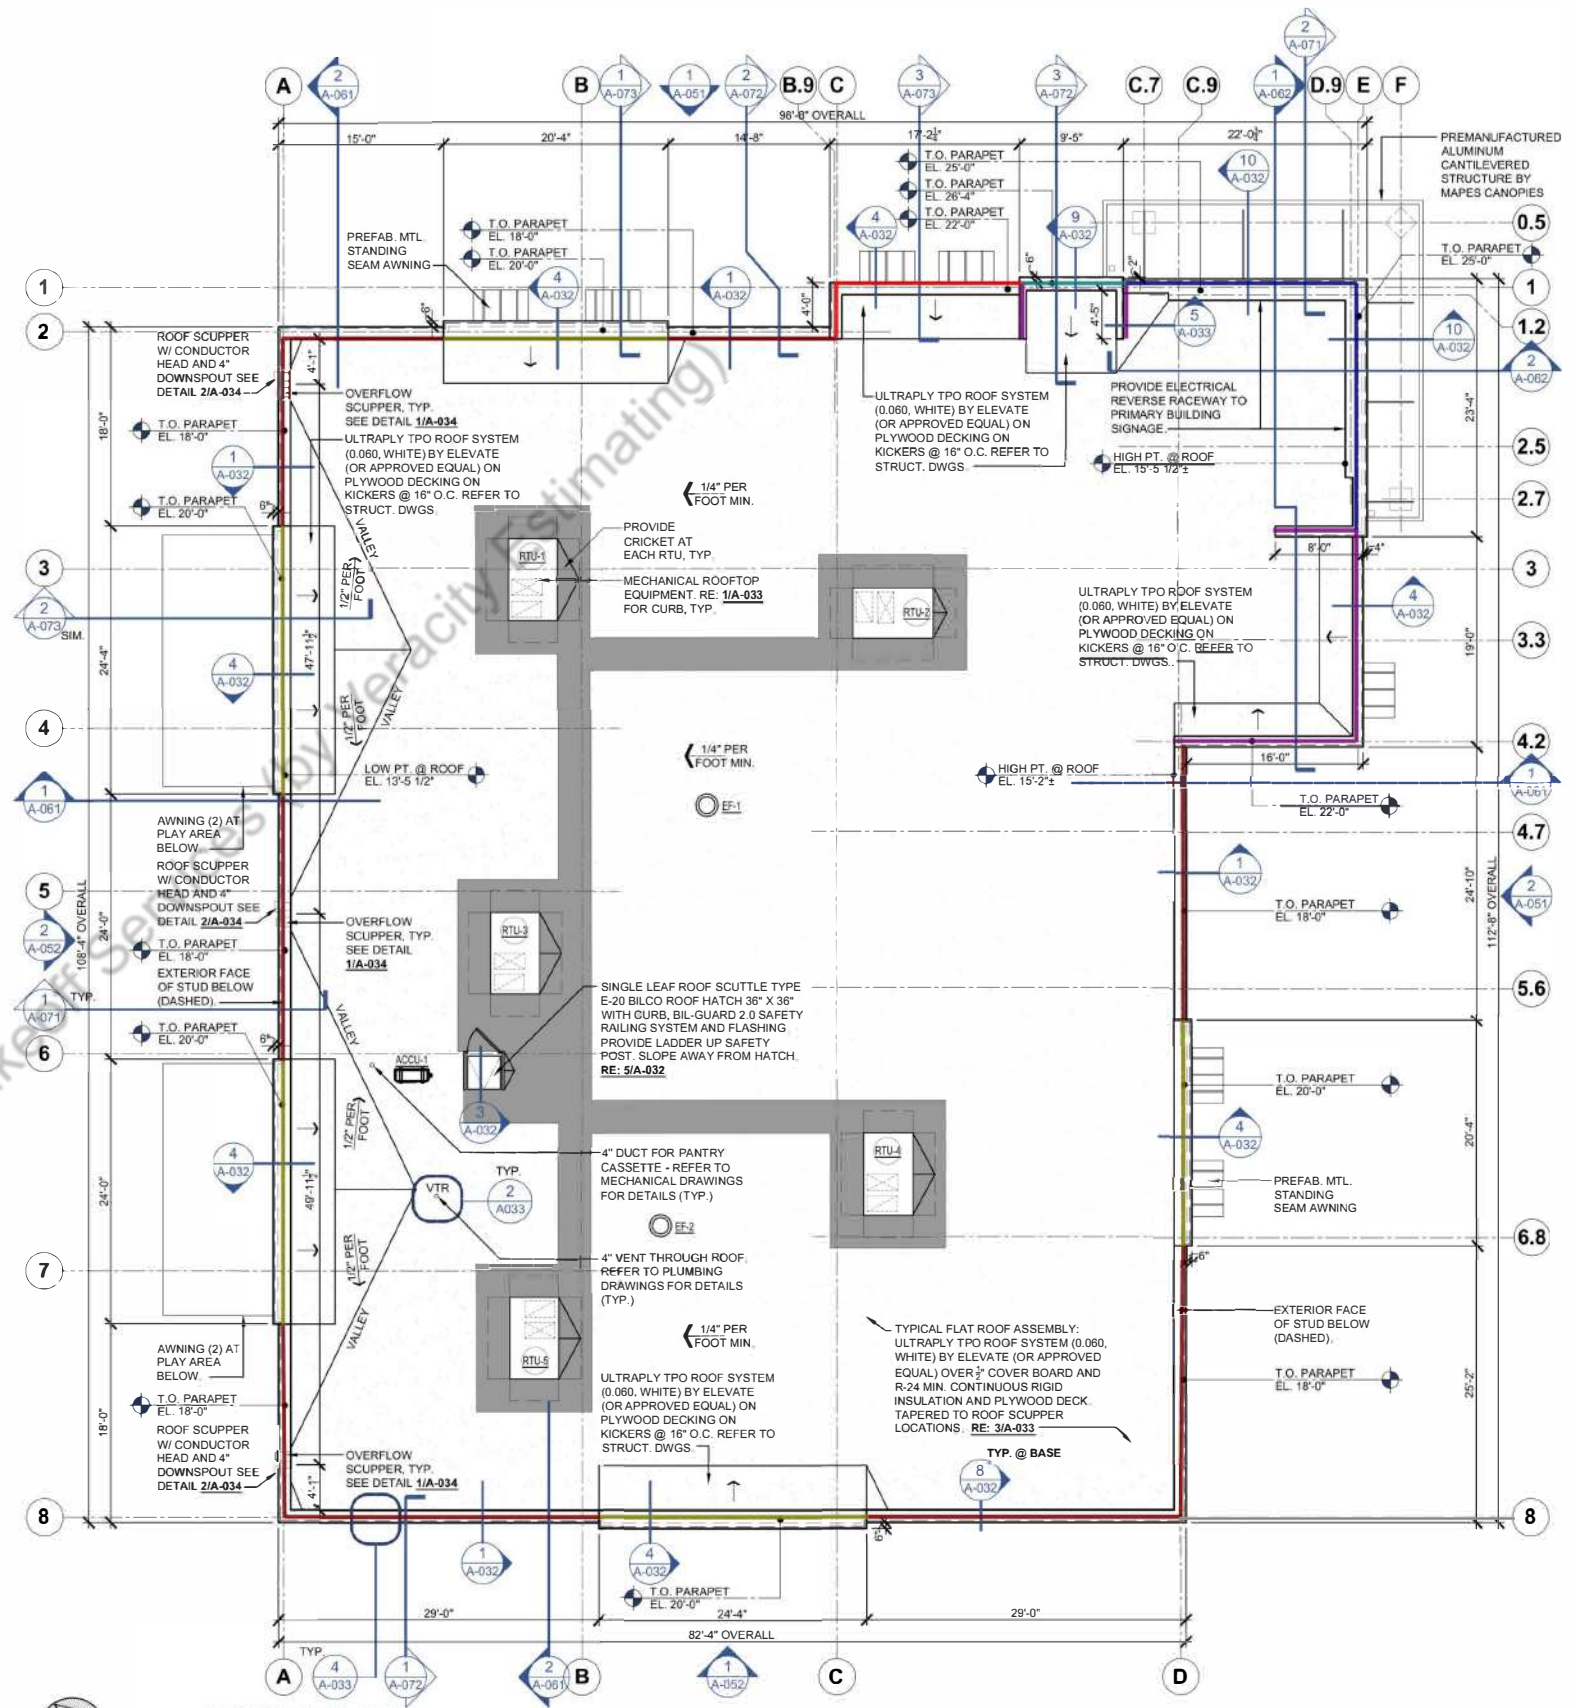 2
A-071
A
2
A-061
B
1
A-073
1
A-051
2
A-072
B.9
C
3
A-073
3
A-072
C.7
C.9
1
A-062
D.9
E
F
98'-8" OVERALL
15'-0"
20'-4"
14'-8"
17'-2¼"
9'-5"
22'-0¾"
PREMANUFACTURED
ALUMINUM
CANTILEVERED
STRUCTURE BY
MAPES CANOPIES
T.O. PARAPET
EL. 25'-0"
T.O. PARAPET
EL. 26'-4"
T.O. PARAPET
EL. 22'-0"
10
A-032
4
A-032
9
A-032
0.5
T.O. PARAPET
EL. 25'-0"
T.O. PARAPET
EL. 18'-0"
T.O. PARAPET
EL. 20'-0"
PREFAB. MTL.
STANDING
SEAM AWNING
4
A-032
1
A-032
6"
2"
1
1
4'-0"
4'-5"
5
A-033
1.2
10
A-032
2
A-062
2
6"
ROOF SCUPPER
W/ CONDUCTOR
HEAD AND 4"
DOWNSPOUT SEE
DETAIL 2/A-034
4'-1"
OVERFLOW
SCUPPER, TYP.
SEE DETAIL 1/A-034
T.O. PARAPET
EL. 18'-0"
18'-0"
1
A-032
T.O. PARAPET
EL. 20'-0"
6"
ULTRAPLY TPO ROOF SYSTEM
(0.060, WHITE) BY ELEVATE
(OR APPROVED EQUAL) ON
PLYWOOD DECKING ON
KICKERS @ 16" O.C. REFER TO
STRUCT. DWGS.
ULTRAPLY TPO ROOF SYSTEM
(0.060, WHITE) BY ELEVATE
(OR APPROVED EQUAL) ON
PLYWOOD DECKING ON
KICKERS @ 16" O.C. REFER TO
STRUCT. DWGS.
PROVIDE ELECTRICAL
REVERSE RACEWAY TO
PRIMARY BUILDING
SIGNAGE.
HIGH PT. @ ROOF
EL. 15'-5 1/2"±
23'-4"
2.5
2.7
1/4" PER
FOOT MIN.
PROVIDE
CRICKET AT
EACH RTU, TYP.
MECHANICAL ROOFTOP
EQUIPMENT. RE: 1/A-033
FOR CURB, TYP.
RTU-1
RTU-2
VALLEY
1/2" PER
FOOT
47'-11½"
8'-0"
4"
3
3
2
A-073
SIM.
ULTRAPLY TPO ROOF SYSTEM
(0.060, WHITE) BY ELEVATE
(OR APPROVED EQUAL) ON
PLYWOOD DECKING ON
KICKERS @ 16" O.C. REFER TO
STRUCT. DWGS.
4
A-032
3.3
19'-0"
24'-4"
4
A-032
1/2" PER
FOOT
VALLEY
4
4.2
1/4" PER
FOOT MIN.
LOW PT. @ ROOF
EL. 13'-5 1/2"
HIGH PT. @ ROOF
EL. 15'-2"±
16'-0"
1
A-061
1
A-061
T.O. PARAPET
EL. 22'-0"
EF-1
4.7
AWNING (2) AT
PLAY AREA
BELOW.
ROOF SCUPPER
W/ CONDUCTOR
HEAD AND 4"
DOWNSPOUT SEE
DETAIL 2/A-034
5
108'-4" OVERALL
24'-0"
1
A-032
24'-10"
112'-8" OVERALL
2
A-051
T.O. PARAPET
EL. 18'-0"
2
A-052
T.O. PARAPET
EL. 18'-0"
OVERFLOW
SCUPPER, TYP.
SEE DETAIL
1/A-034
RTU-3
EXTERIOR FACE
OF STUD BELOW
(DASHED).
1
A-071
TYP.
T.O. PARAPET
EL. 20'-0"
6"
VALLEY
SINGLE LEAF ROOF SCUTTLE TYPE
E-20 BILCO ROOF HATCH 36" X 36"
WITH CURB, BIL-GUARD 2.0 SAFETY
RAILING SYSTEM AND FLASHING
PROVIDE LADDER UP SAFETY
POST. SLOPE AWAY FROM HATCH.
RE: 5/A-032
5.6
6
ACCU-1
T.O. PARAPET
EL. 20'-0"
3
A-032
1/2" PER
FOOT
4
A-032
4
A-032
20'-4"
4" DUCT FOR PANTRY
CASSETTE - REFER TO
MECHANICAL DRAWINGS
FOR DETAILS (TYP.)
RTU-4
24'-0"
49'-11½"
VTR
TYP.
2
A033
PREFAB. MTL.
STANDING
SEAM AWNING
EF-2
6.8
1/2" PER
FOOT
4" VENT THROUGH ROOF.
REFER TO PLUMBING
DRAWINGS FOR DETAILS
(TYP.)
6"
7
VALLEY
RTU-5
1/4" PER
FOOT MIN.
EXTERIOR FACE
OF STUD BELOW
(DASHED).
AWNING (2) AT
PLAY AREA
BELOW.
TYPICAL FLAT ROOF ASSEMBLY:
ULTRAPLY TPO ROOF SYSTEM (0.060,
WHITE) BY ELEVATE (OR APPROVED
EQUAL) OVER ½" COVER BOARD AND
R-24 MIN. CONTINUOUS RIGID
INSULATION AND PLYWOOD DECK
TAPERED TO ROOF SCUPPER
LOCATIONS. RE: 3/A-033
TYP. @ BASE
ULTRAPLY TPO ROOF SYSTEM
(0.060, WHITE) BY ELEVATE
(OR APPROVED EQUAL) ON
PLYWOOD DECKING ON
KICKERS @ 16" O.C. REFER TO
STRUCT. DWGS.
T.O. PARAPET
EL. 18'-0"
25'-2"
T.O. PARAPET
EL. 18'-0"
18'-0"
ROOF SCUPPER
W/ CONDUCTOR
HEAD AND 4"
DOWNSPOUT SEE
DETAIL 2/A-034
OVERFLOW
SCUPPER, TYP.
SEE DETAIL 1/A-034
4'-1"
8
A-032
8
8
6"
1
A-032
4
A-032
T.O. PARAPET
EL. 20'-0"
29'-0"
24'-4"
29'-0"
82'-4" OVERALL
TYP.
A
4
A-033
1
A-072
2
A-061
B
1
A-052
C
D
keoff Services (by Veracity Estimating)